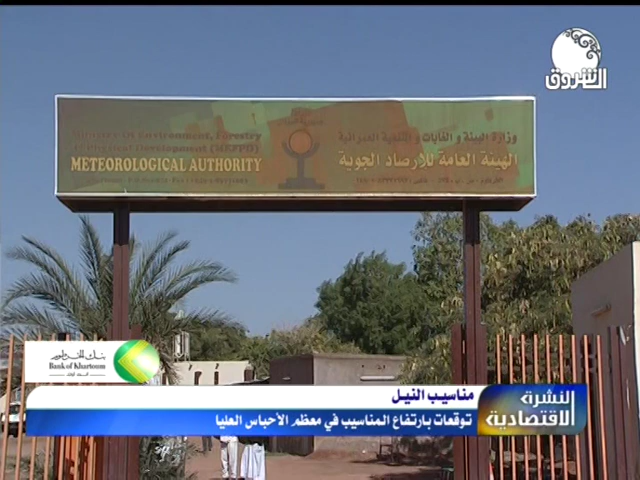 الشروق
Ministry Of Environment, Forestry
& Physical Development (MEFPD)
METEOROLOGICAL AUTHORITY
وزارة البيئة و الغابات و التنمية العمرانية
الهيئة العامة للإرصاد الجوية
بنك الخرطوم
Bank of Khartoum
مناسيب النيل
توقعات بارتفاع المناسيب في معظم الأحباس العليا
النشرة
الاقتصادية